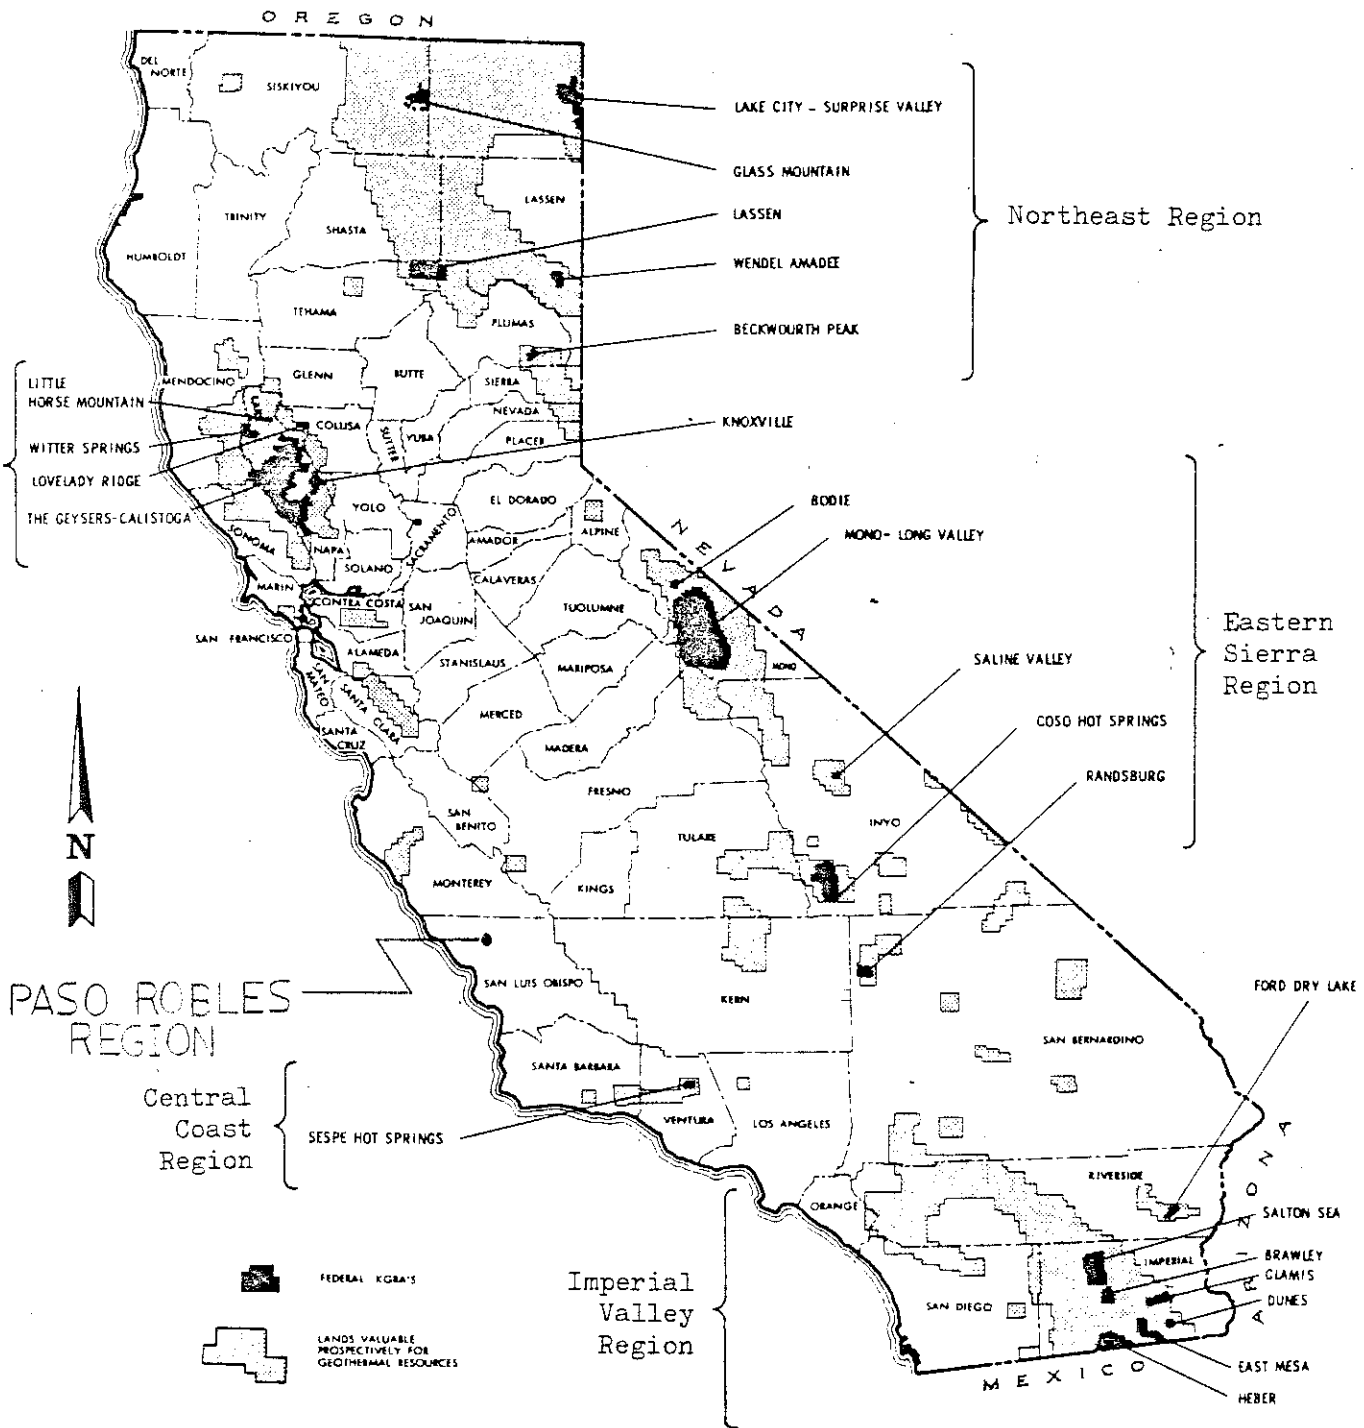 OREGON
DEL
NORTE
SISKIYOU
LAKE CITY - SURPRISE VALLEY
GLASS MOUNTAIN
LASSEN
LASSEN
TRINITY
SHASTA
HUMBOLDT
WENDEL AMADEE
Northeast Region
TEHAMA
PLUMAS
BECKWOURTH PEAK
MENDOCINO
GLENN
BUTTE
SIERRA
NEVADA
LITTLE
HORSE MOUNTAIN
LAKE
COLUSA
SUTTER
YUBA
PLACER
KNOXVILLE
WITTER SPRINGS
LOVELADY RIDGE
THE GEYSERS-CALISTOGA
YOLO
EL DORADO
BODIE
NEVADA
MONO- LONG VALLEY
SONOMA
NAPA
SACRAMENTO
AMADOR
ALPINE
SOLANO
MARIN
CALAVERAS
CONTRA COSTA
SAN
JOAQUIN
TUOLUMNE
SAN FRANCISCO
ALAMEDA
STANISLAUS
MARIPOSA
MONO
SALINE VALLEY
Eastern
Sierra
Region
SAN
MATEO
SANTA CLARA
MERCED
COSO HOT SPRINGS
SANTA
CRUZ
MADERA
RANDSBURG
FRESNO
N
SAN
BENITO
TULARE
INYO
MONTEREY
KINGS
PASO ROBLES
REGION
SAN LUIS OBISPO
KERN
FORD DRY LAKE
SAN BERNARDINO
SANTA BARBARA
Central
Coast
Region
SESPE HOT SPRINGS
VENTURA
LOS ANGELES
ARIZONA
RIVERSIDE
ORANGE
SALTON SEA
IMPERIAL
BRAWLEY
GLAMIS
DUNES
SAN DIEGO
EAST MESA
HEBER
MEXICO
Imperial
Valley
Region
FEDERAL KGRA'S
LANDS VALUABLE
PROSPECTIVELY FOR
GEOTHERMAL RESOURCES